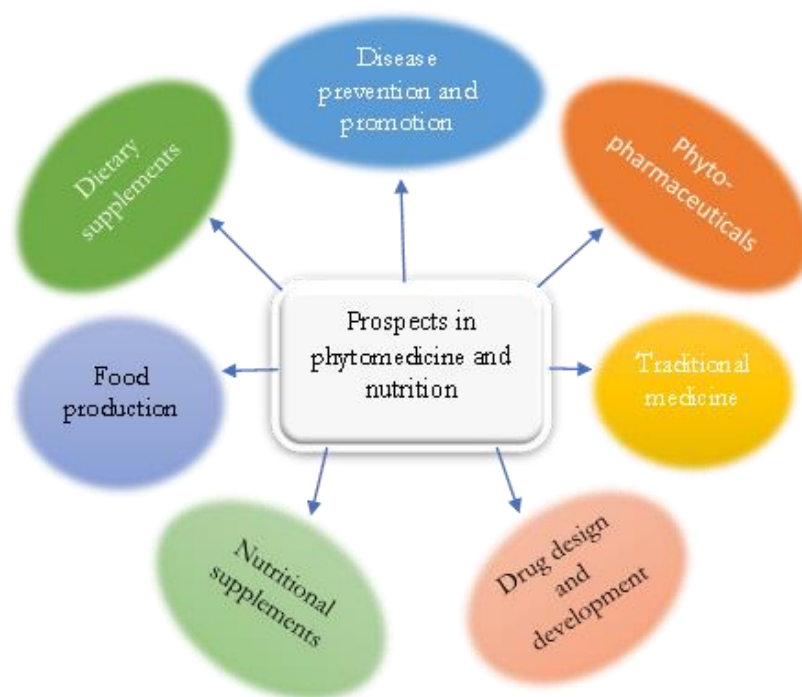 Disease
prevention and
promotion
Dietary
supplements
Phyto-
pharmaceuticals
Prospects in
phytomedicine and
nutrition
Food
production
Traditional
medicine
Nutritional
supplements
Drug design
and
development